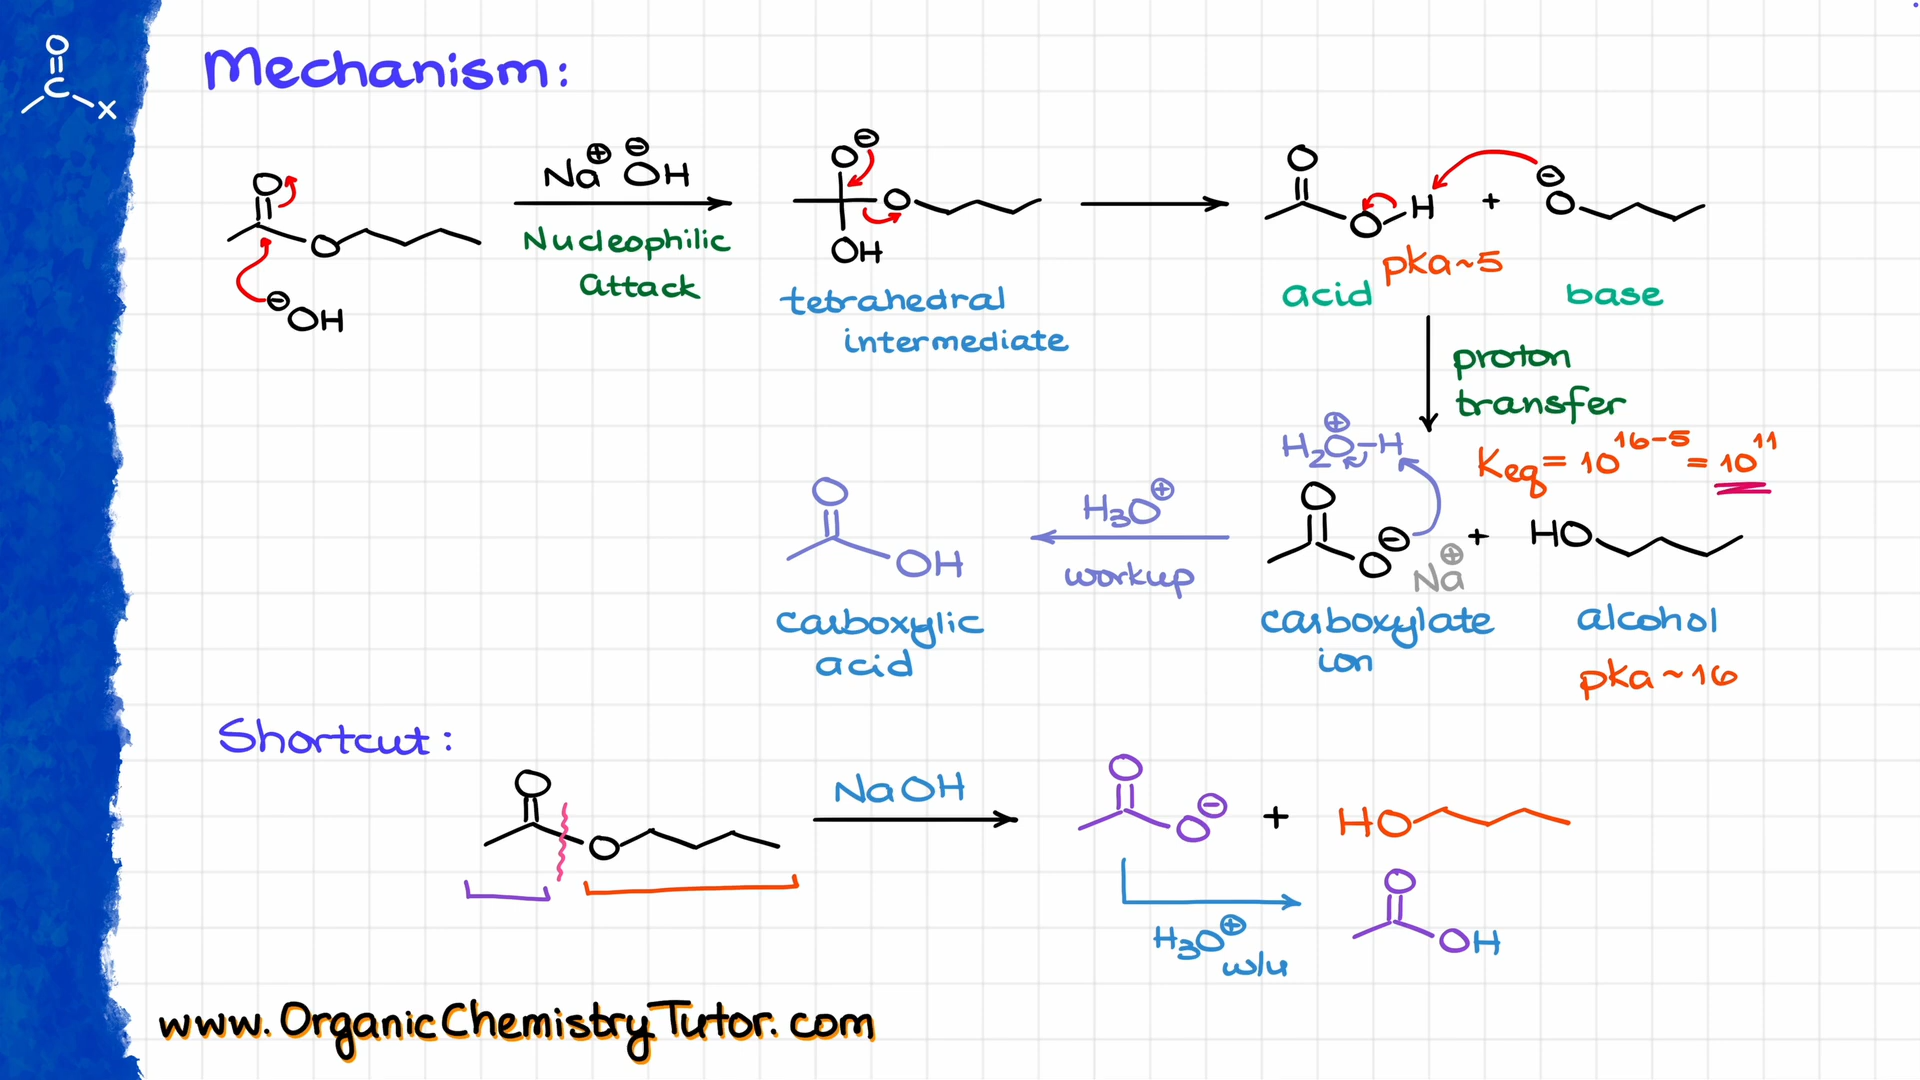 O
C
X
Mechanism:
O
O
⊖
OH
Na⊕ ⊖OH
Nucleophilic
attack
O⊖
O
OH
tetrahedral
intermediate
O
O H
pka~5
acid
+
⊖
O
base
proton
transfer
Keq = 10^16-5 = 10^11
H2O⊕-H
O
O⊖
Na⊕
+
HO
carboxylate
ion
alcohol
pka ~ 16
H3O⊕
workup
O
OH
carboxylic
acid
Shortcut:
O
O
NaOH
O
O⊖
+
HO
H3O⊕
w/u
O
OH
www.OrganicChemistryTutor.com